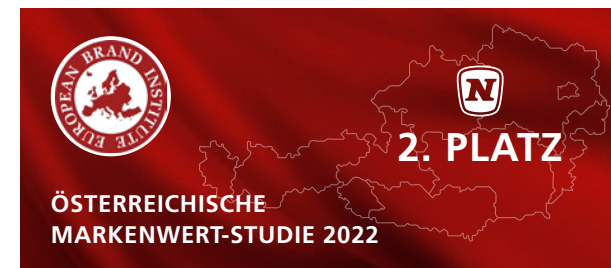 EUROPEAN BRAND INSTITUTE
N
2. PLATZ
ÖSTERREICHISCHE
MARKENWERT-STUDIE 2022